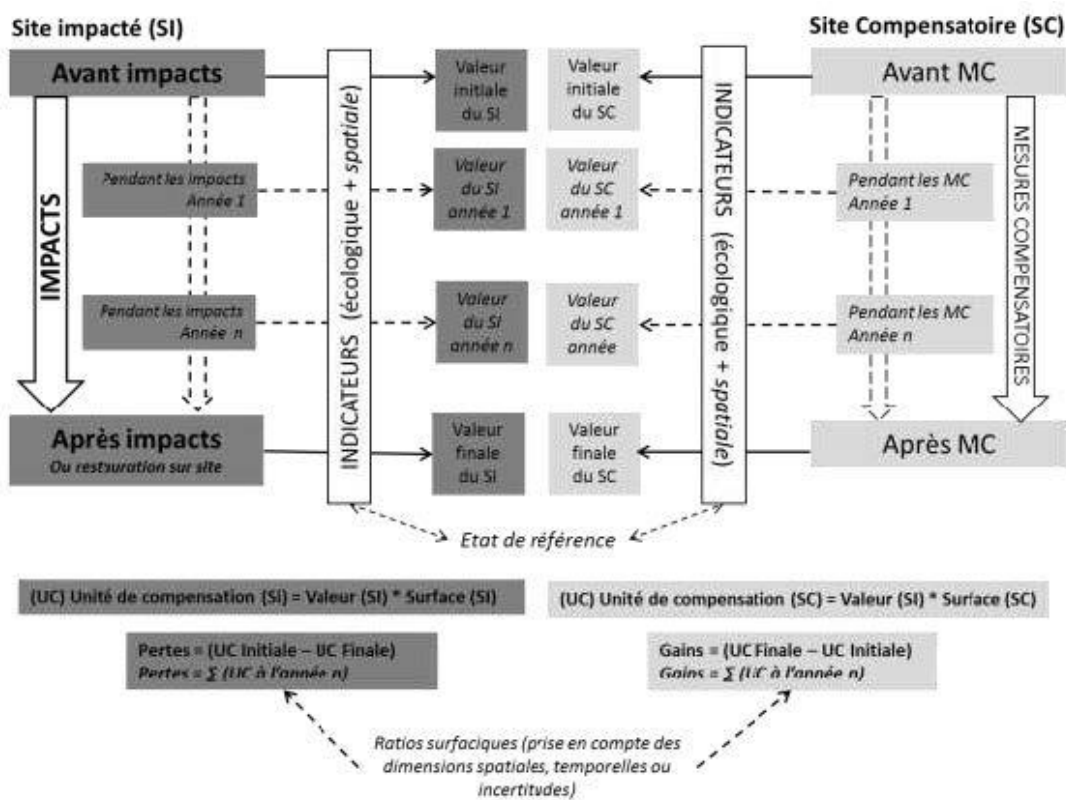 Site impacté (SI)
Site Compensatoire (SC)
Avant impacts
Valeur
initiale
du SI
Valeur
initiale
du SC
Avant MC
IMPACTS
Pendant les impacts
Année 1
Valeur
du SI
année 1
Valeur
du SC
année 1
Pendant les MC
Année 1
MESURES COMPENSATOIRES
INDICATEURS (écologique + spatiale)
INDICATEURS (écologique + spatiale)
Pendant les impacts
Année n
Valeur
du SI
année n
Valeur
du SC
année
Pendant les MC
Année n
Après impacts
Ou restauration sur site
Valeur
finale
du SI
Valeur
finale
du SC
Après MC
Etat de référence
(UC) Unité de compensation (SI) = Valeur (SI) * Surface (SI)
(UC) Unité de compensation (SC) = Valeur (SI) * Surface (SC)
Pertes = (UC Initiale – UC Finale)
Pertes = ∑ (UC à l'année n)
Gains = (UC Finale – UC Initiale)
Gains = ∑ (UC à l'année n)
Ratios surfaciques (prise en compte des
dimensions spatiales, temporelles ou
incertitudes)